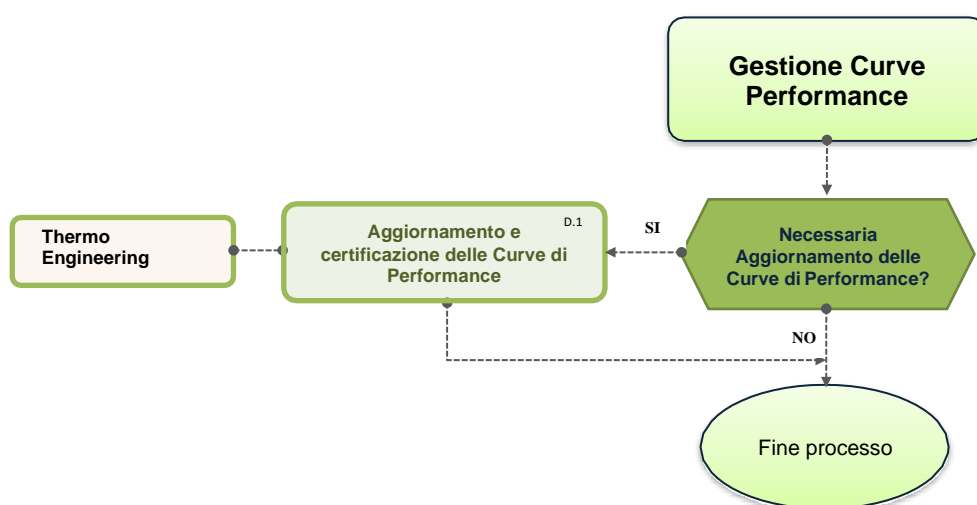 Gestione Curve
Performance
D.1
Thermo
Engineering
Aggiornamento e
certificazione delle Curve di
Performance
SI
Necessaria
Aggiornamento delle
Curve di Performance?
NO
Fine processo